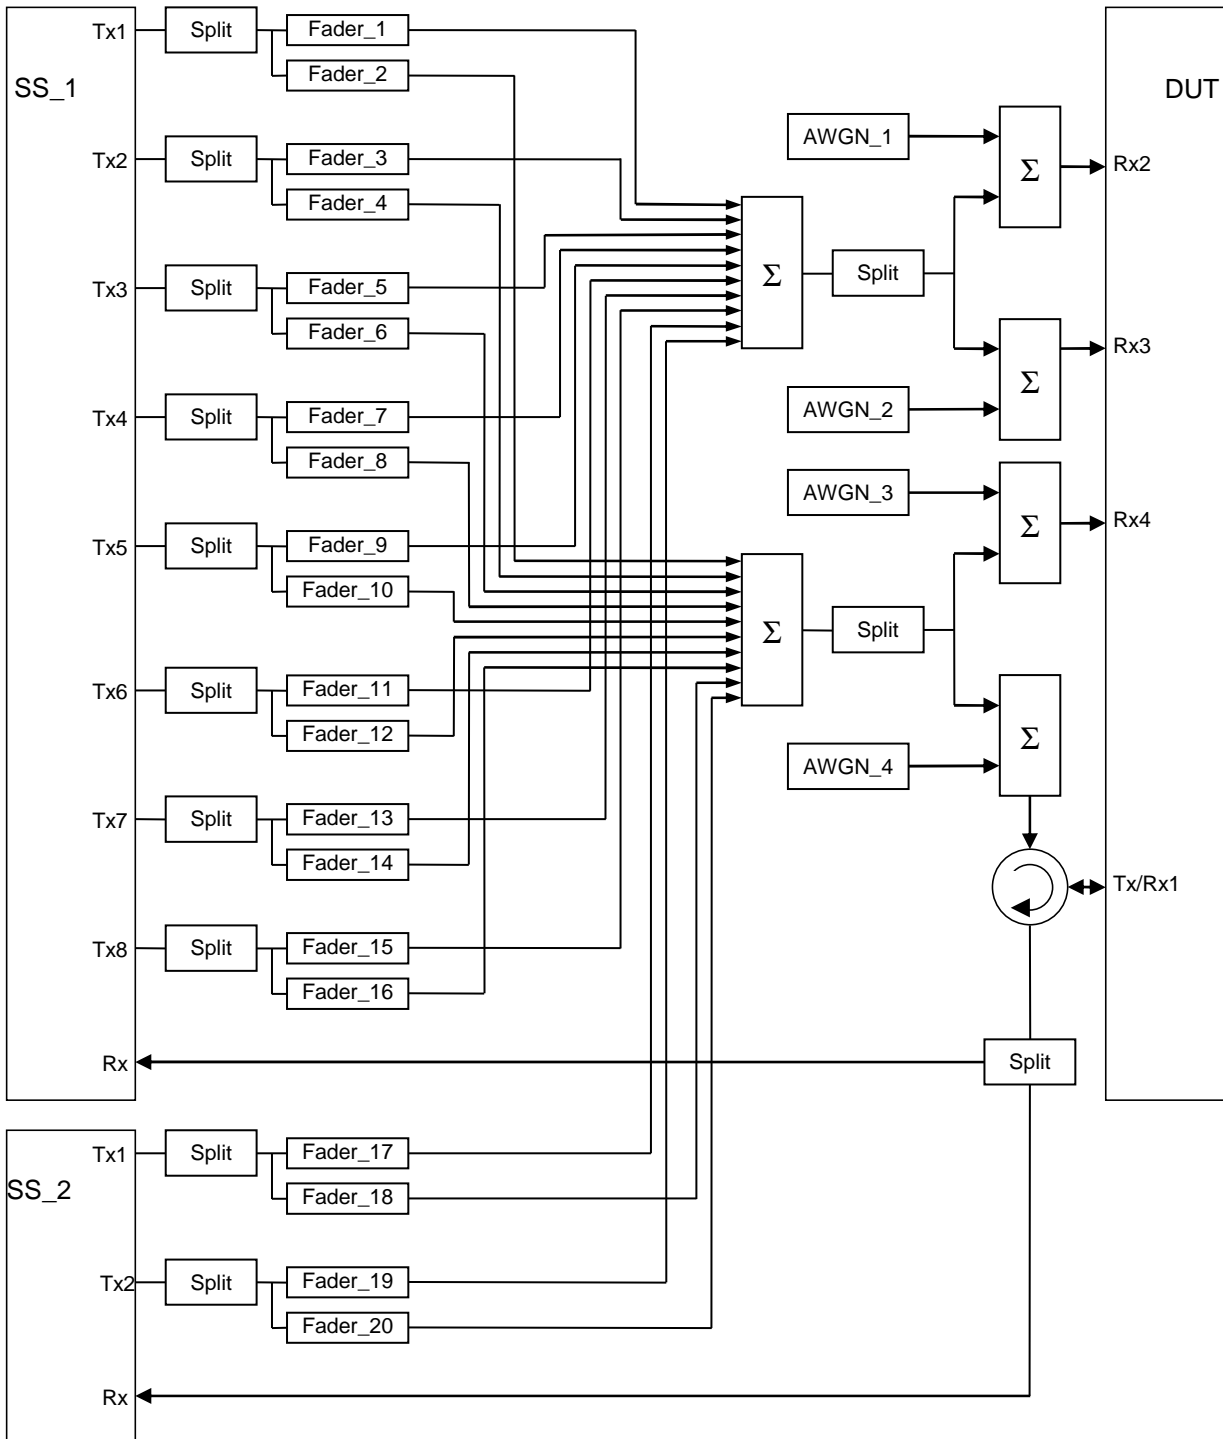 Tx1
Split
Fader_1
Fader_2
SS_1
DUT
AWGN_1
Σ
Rx2
Tx2
Split
Fader_3
Fader_4
Σ
Split
Tx3
Split
Fader_5
Fader_6
Σ
Rx3
AWGN_2
Tx4
Split
Fader_7
Fader_8
AWGN_3
Σ
Rx4
Tx5
Split
Fader_9
Fader_10
Σ
Split
Tx6
Split
Fader_11
Fader_12
AWGN_4
Σ
Tx7
Split
Fader_13
Fader_14
Tx/Rx1
Tx8
Split
Fader_15
Fader_16
Rx
Split
Tx1
Split
Fader_17
Fader_18
SS_2
Tx2
Split
Fader_19
Fader_20
Rx